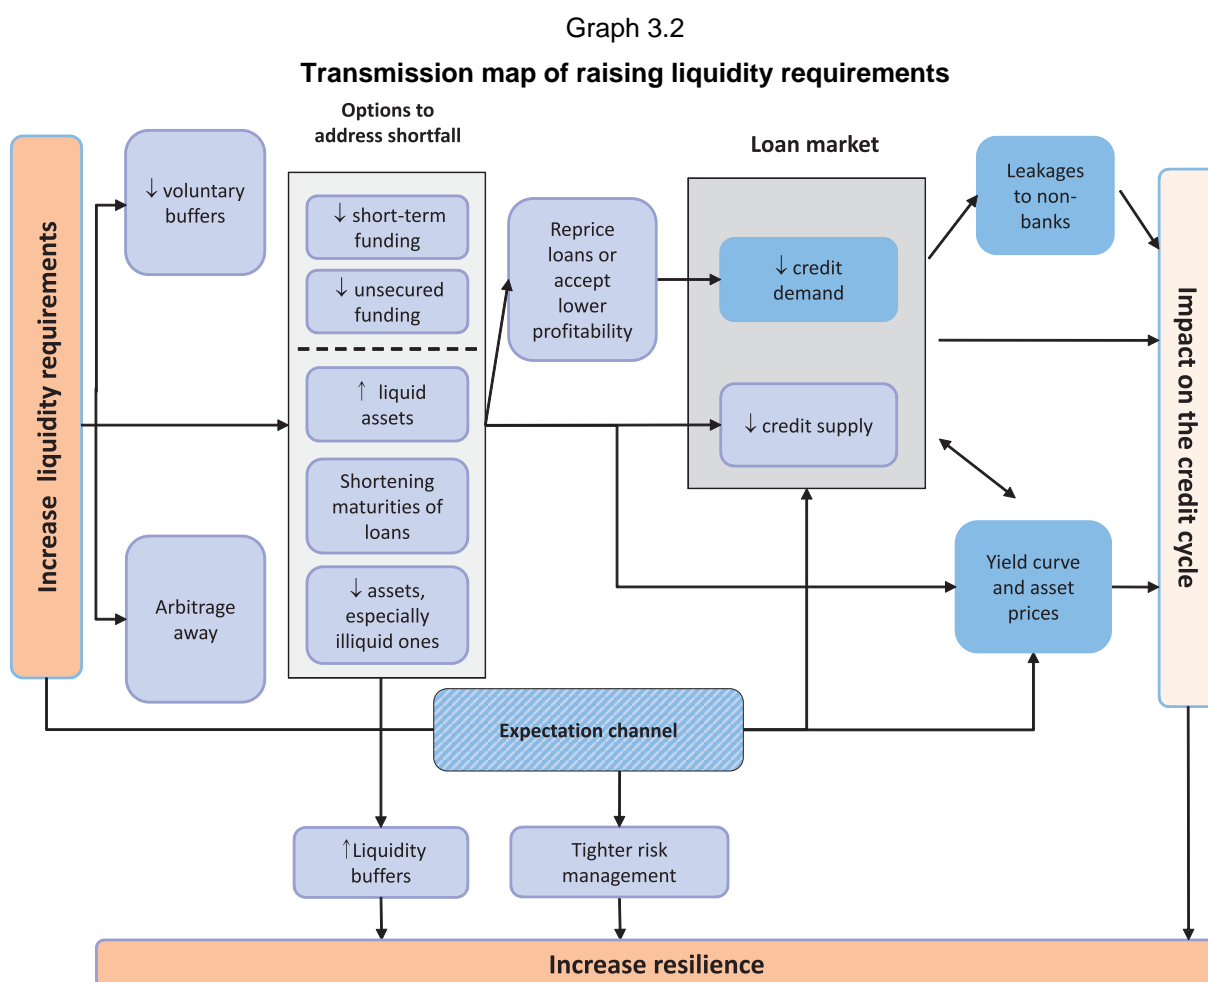 Graph 3.2
Transmission map of raising liquidity requirements
Options to
address shortfall
Loan market
Increase liquidity requirements
↓ voluntary
buffers
Arbitrage
away
↓ short-term
funding
↓ unsecured
funding
↑ liquid
assets
Shortening
maturities of
loans
↓ assets,
especially
illiquid ones
Reprice
loans or
accept
lower
profitability
↓ credit
demand
↓ credit supply
Leakages
to non-
banks
Yield curve
and asset
prices
Impact on the credit cycle
Expectation channel
↑Liquidity
buffers
Tighter risk
management
Increase resilience